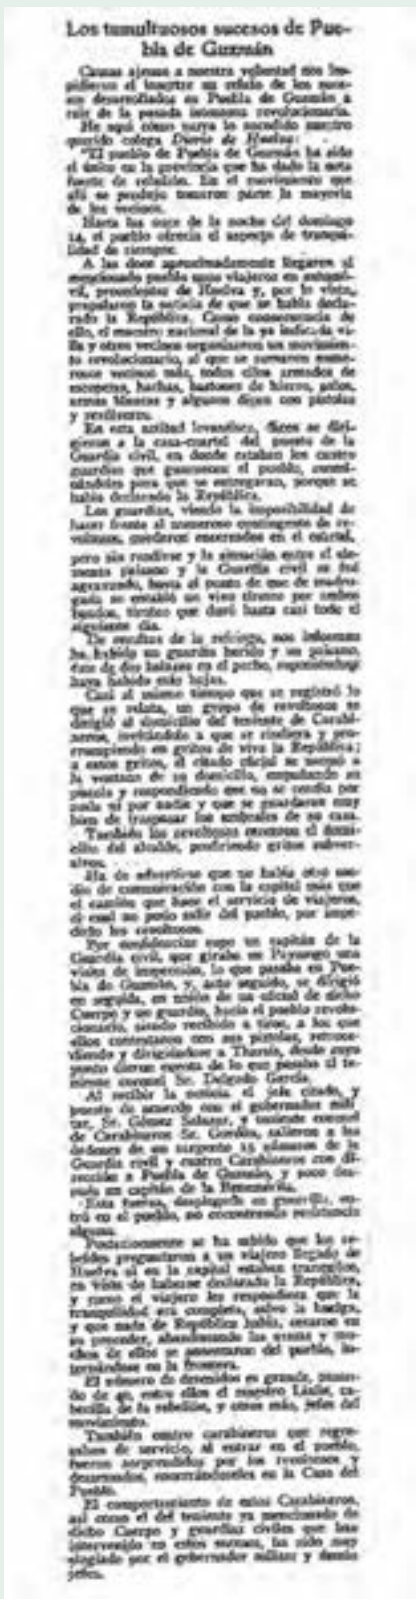 Los tumultuosos sucesos de Pue-
bla de Guzmán
Causas ajenas a nuestra voluntad nos im-
pidieron el insertar un relato de los suce-
sos desarrollados en Puebla de Guzmán a
raíz de la pasada intentona revolucionaria.
He aquí cómo narra lo sucedido nuestro
querido colega Diario de Huelva:
"El pueblo de Puebla de Guzmán ha sido
el único en la provincia que ha dado la nota
fuerte de rebelión. En el movimiento que
allí se produjo tomaron parte la mayoría
de los vecinos.
Hasta las once de la noche del domingo
14, el pueblo ofrecía el aspecto de tranqui-
lidad de siempre.
A las doce aproximadamente llegaron al
mencionado pueblo unos viajeros en automó-
vil, procedentes de Huelva y, por lo visto,
propalaron la noticia de que se había decla-
rado la República. Como consecuencia de
ello, el maestro nacional de la ya indicada vi-
lla y otros vecinos organizaron un movimien-
to revolucionario, al que se sumaron nume-
rosos vecinos más, todos ellos armados de
escopetas, hachas, bastones de hierro, palos,
armas blancas y algunos dicen con pistolas
y revólveres.
En esta actitud levantisca, dicen se diri-
gieron a la casa-cuartel del puesto de la
Guardia civil, en donde estaban los cuatro
guardias que guarnecen el pueblo, conmi-
nándoles para que se entregaran, porque se
había declarado la República.
Los guardias, viendo la imposibilidad de
hacer frente al numeroso contingente de re-
voltosos, quedaron encerrados en el cuartel,
pero sin rendirse y la situación entre el ele-
mento paisano y la Guardia civil se fué
agravando, hasta el punto de que de madru-
gada se entabló un vivo tiroteo por ambos
bandos, tiroteo que duró hasta casi todo el
siguiente día.
De resultas de la refriega, nos informan
ha habido un guardia herido y un paisano,
éste de dos balazos en el pecho, suponiéndose
haya habido más bajas.
Casi al mismo tiempo que se registró lo
que se relata, un grupo de revoltosos se
dirigió al domicilio del teniente de Carabi-
neros, invitándolo a que se rindiera y pro-
rrumpiendo en gritos de viva la República;
a estos gritos, el citado oficial se asomó a
la ventana de su domicilio, empuñando su
pistola y respondiendo que no se rendía por
nada ni por nadie y que se guardaran muy
bien de traspasar los umbrales de su casa.
También los revoltosos rodearon el domi-
cilio del alcalde, profiriendo gritos subver-
sivos.
Ha de advertirse que no había otro me-
dio de comunicación con la capital más que
el camión que hace el servicio de viajeros,
el cual no pudo salir del pueblo, por impe-
dirlo los revoltosos.
Por confidencias supo un capitán de la
Guardia civil, que giraba en Paymogo una
visita de inspección, lo que pasaba en Pue-
bla de Guzmán, y, acto seguido, se dirigió
en seguida, en unión de un oficial de dicho
Cuerpo y un guardia, hacia el pueblo revolu-
cionario, siendo recibido a tiros, a los que
ellos contestaron con sus pistolas, retroce-
diendo y dirigiéndose a Tharsis, desde cuyo
punto dieron cuenta de lo que pasaba al te-
niente coronel Sr. Delgado García.
Al recibir la noticia el jefe citado, y
puesto de acuerdo con el gobernador mili-
tar, Sr. Gómez Salazar, y teniente coronel
de Carabineros Sr. Gordón, salieron a las
órdenes de un sargento 15 números de la
Guardia civil y cuatro Carabineros con di-
rección a Puebla de Guzmán, y poco des-
pués un capitán de la Benemérita.
Esta fuerza, desplegada en guerrilla, en-
tró en el pueblo, no encontrando resistencia
alguna.
Posteriormente se ha sabido que los re-
beldes preguntaron a un viajero llegado de
Huelva si en la capital estaban tranquilos,
en vista de haberse declarado la República,
y como el viajero les respondiera que la
tranquilidad era completa, salvo la huelga,
y que nada de República había, cesaron en
su proceder, abandonando las armas y mu-
chos de ellos se ausentaron del pueblo, in-
ternándose en la frontera.
El número de detenidos es grande, pasan-
do de 40, entre ellos el maestro Lizaíz, ca-
becilla de la rebelión, y otros más, jefes del
movimiento.
También cuatro carabineros que regre-
saban de servicio, al entrar en el pueblo,
fueron sorprendidos por los revoltosos y
desarmados, encerrándoseles en la Casa del
Pueblo.
El comportamiento de estos Carabineros,
así como el del teniente ya mencionado de
dicho Cuerpo y guardias civiles que han
intervenido en estos sucesos, ha sido muy
elogiado por el gobernador militar y demás
jefes.